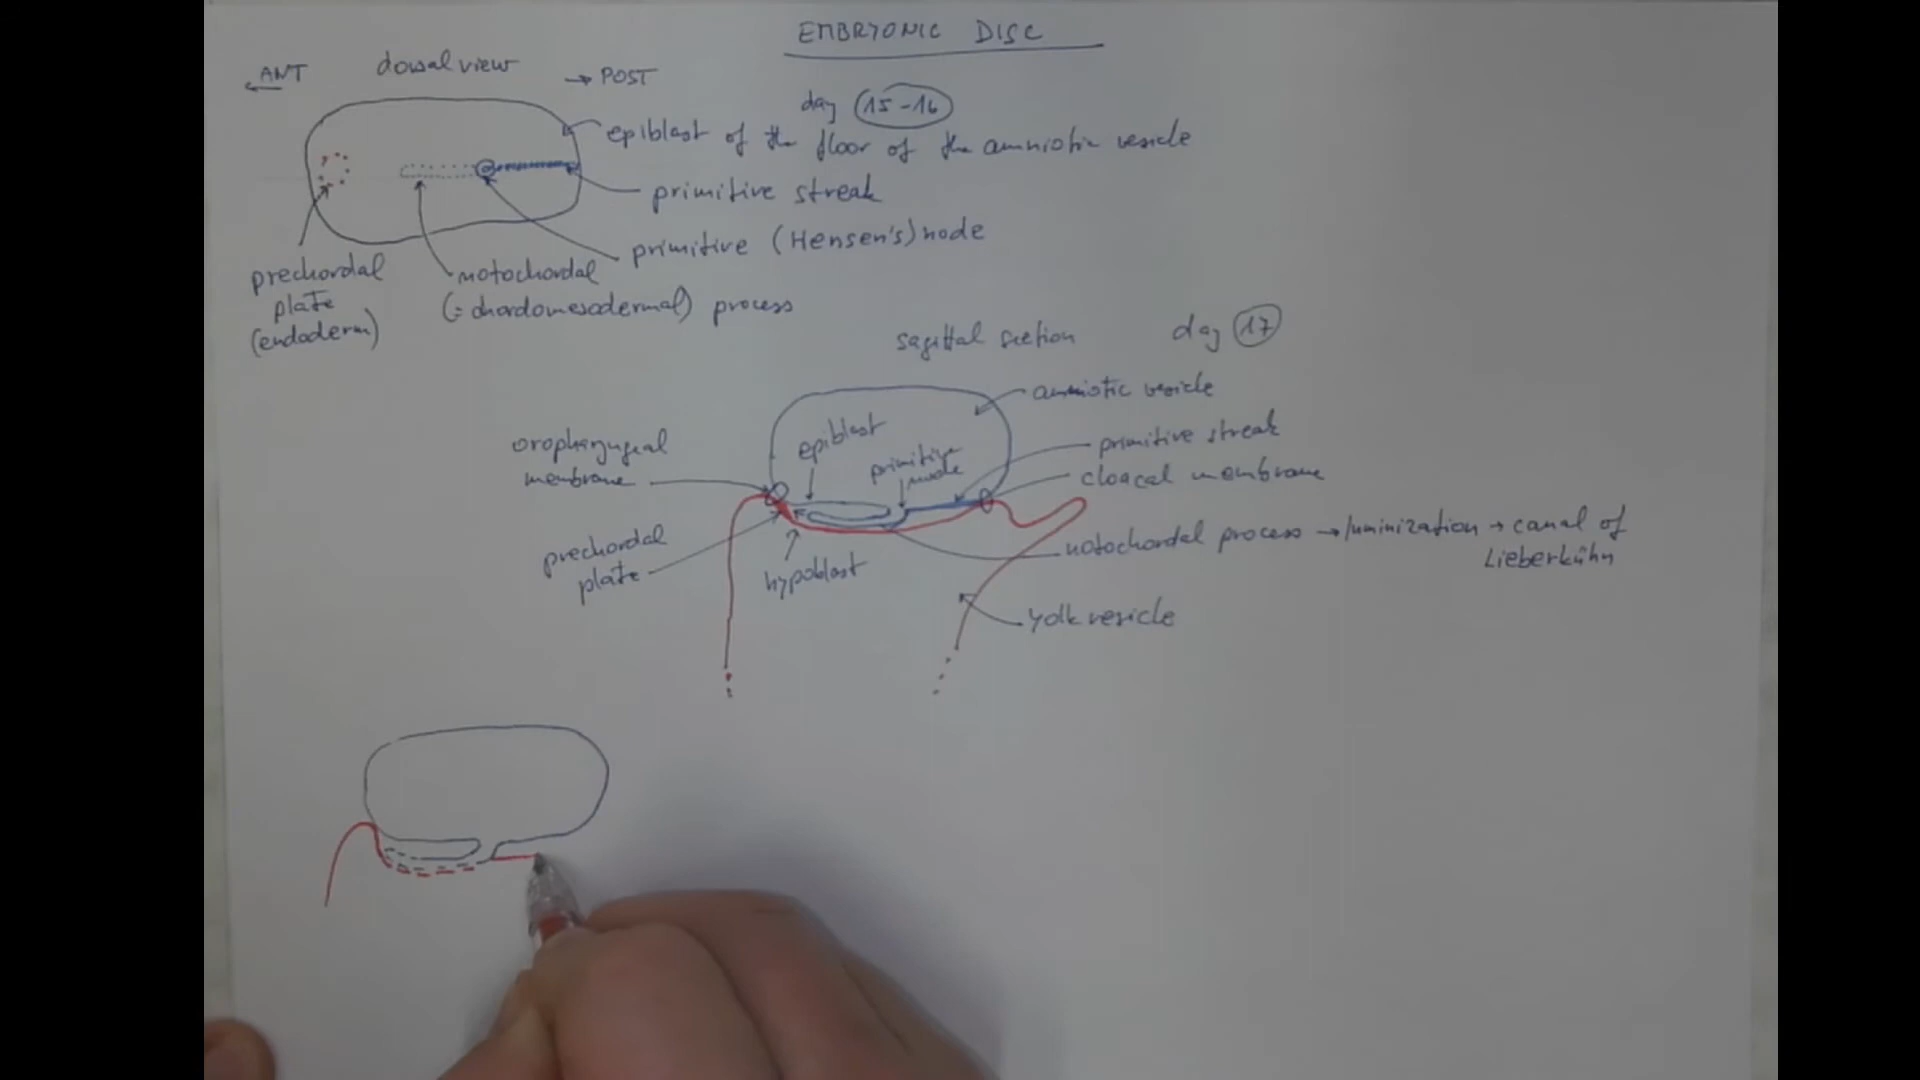 EMBRYONIC DISC
← ANT
dorsal view
→ POST
day 15-16
epiblast of the floor of the amniotic vesicle
primitive streak
primitive (Hensen's) node
prechordal
plate
(endoderm)
notochordal
(= chordomesodermal) process
sagittal section
day 17
amniotic vesicle
epiblast
primitive
node
primitive streak
cloacal membrane
oropharyngeal
membrane
prechordal
plate
hypoblast
notochordal process → luminization → canal of
Lieberkühn
yolk vesicle